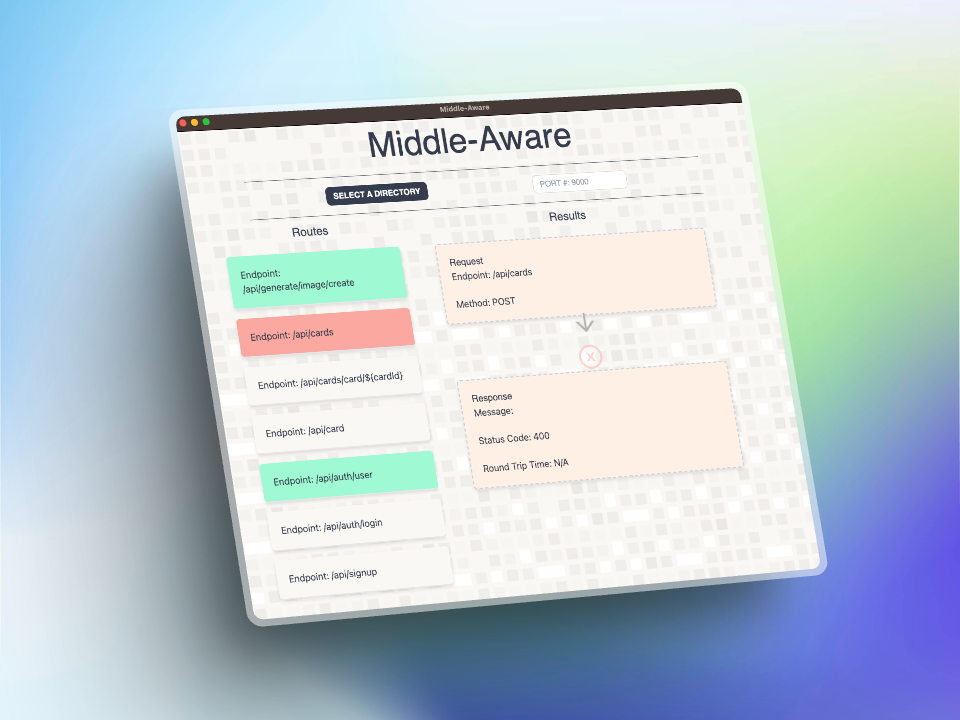 Middle-Aware
Middle-Aware
SELECT A DIRECTORY
PORT #: 9000
Routes
Endpoint:
/api/generate/image/create
Endpoint: /api/cards
Endpoint: /api/cards/card/${cardId}
Endpoint: /api/card
Endpoint: /api/auth/user
Endpoint: /api/auth/login
Endpoint: /api/signup
Results
Request
Endpoint: /api/cards
Method: POST
X
Response
Message:
Status Code: 400
Round Trip Time: N/A